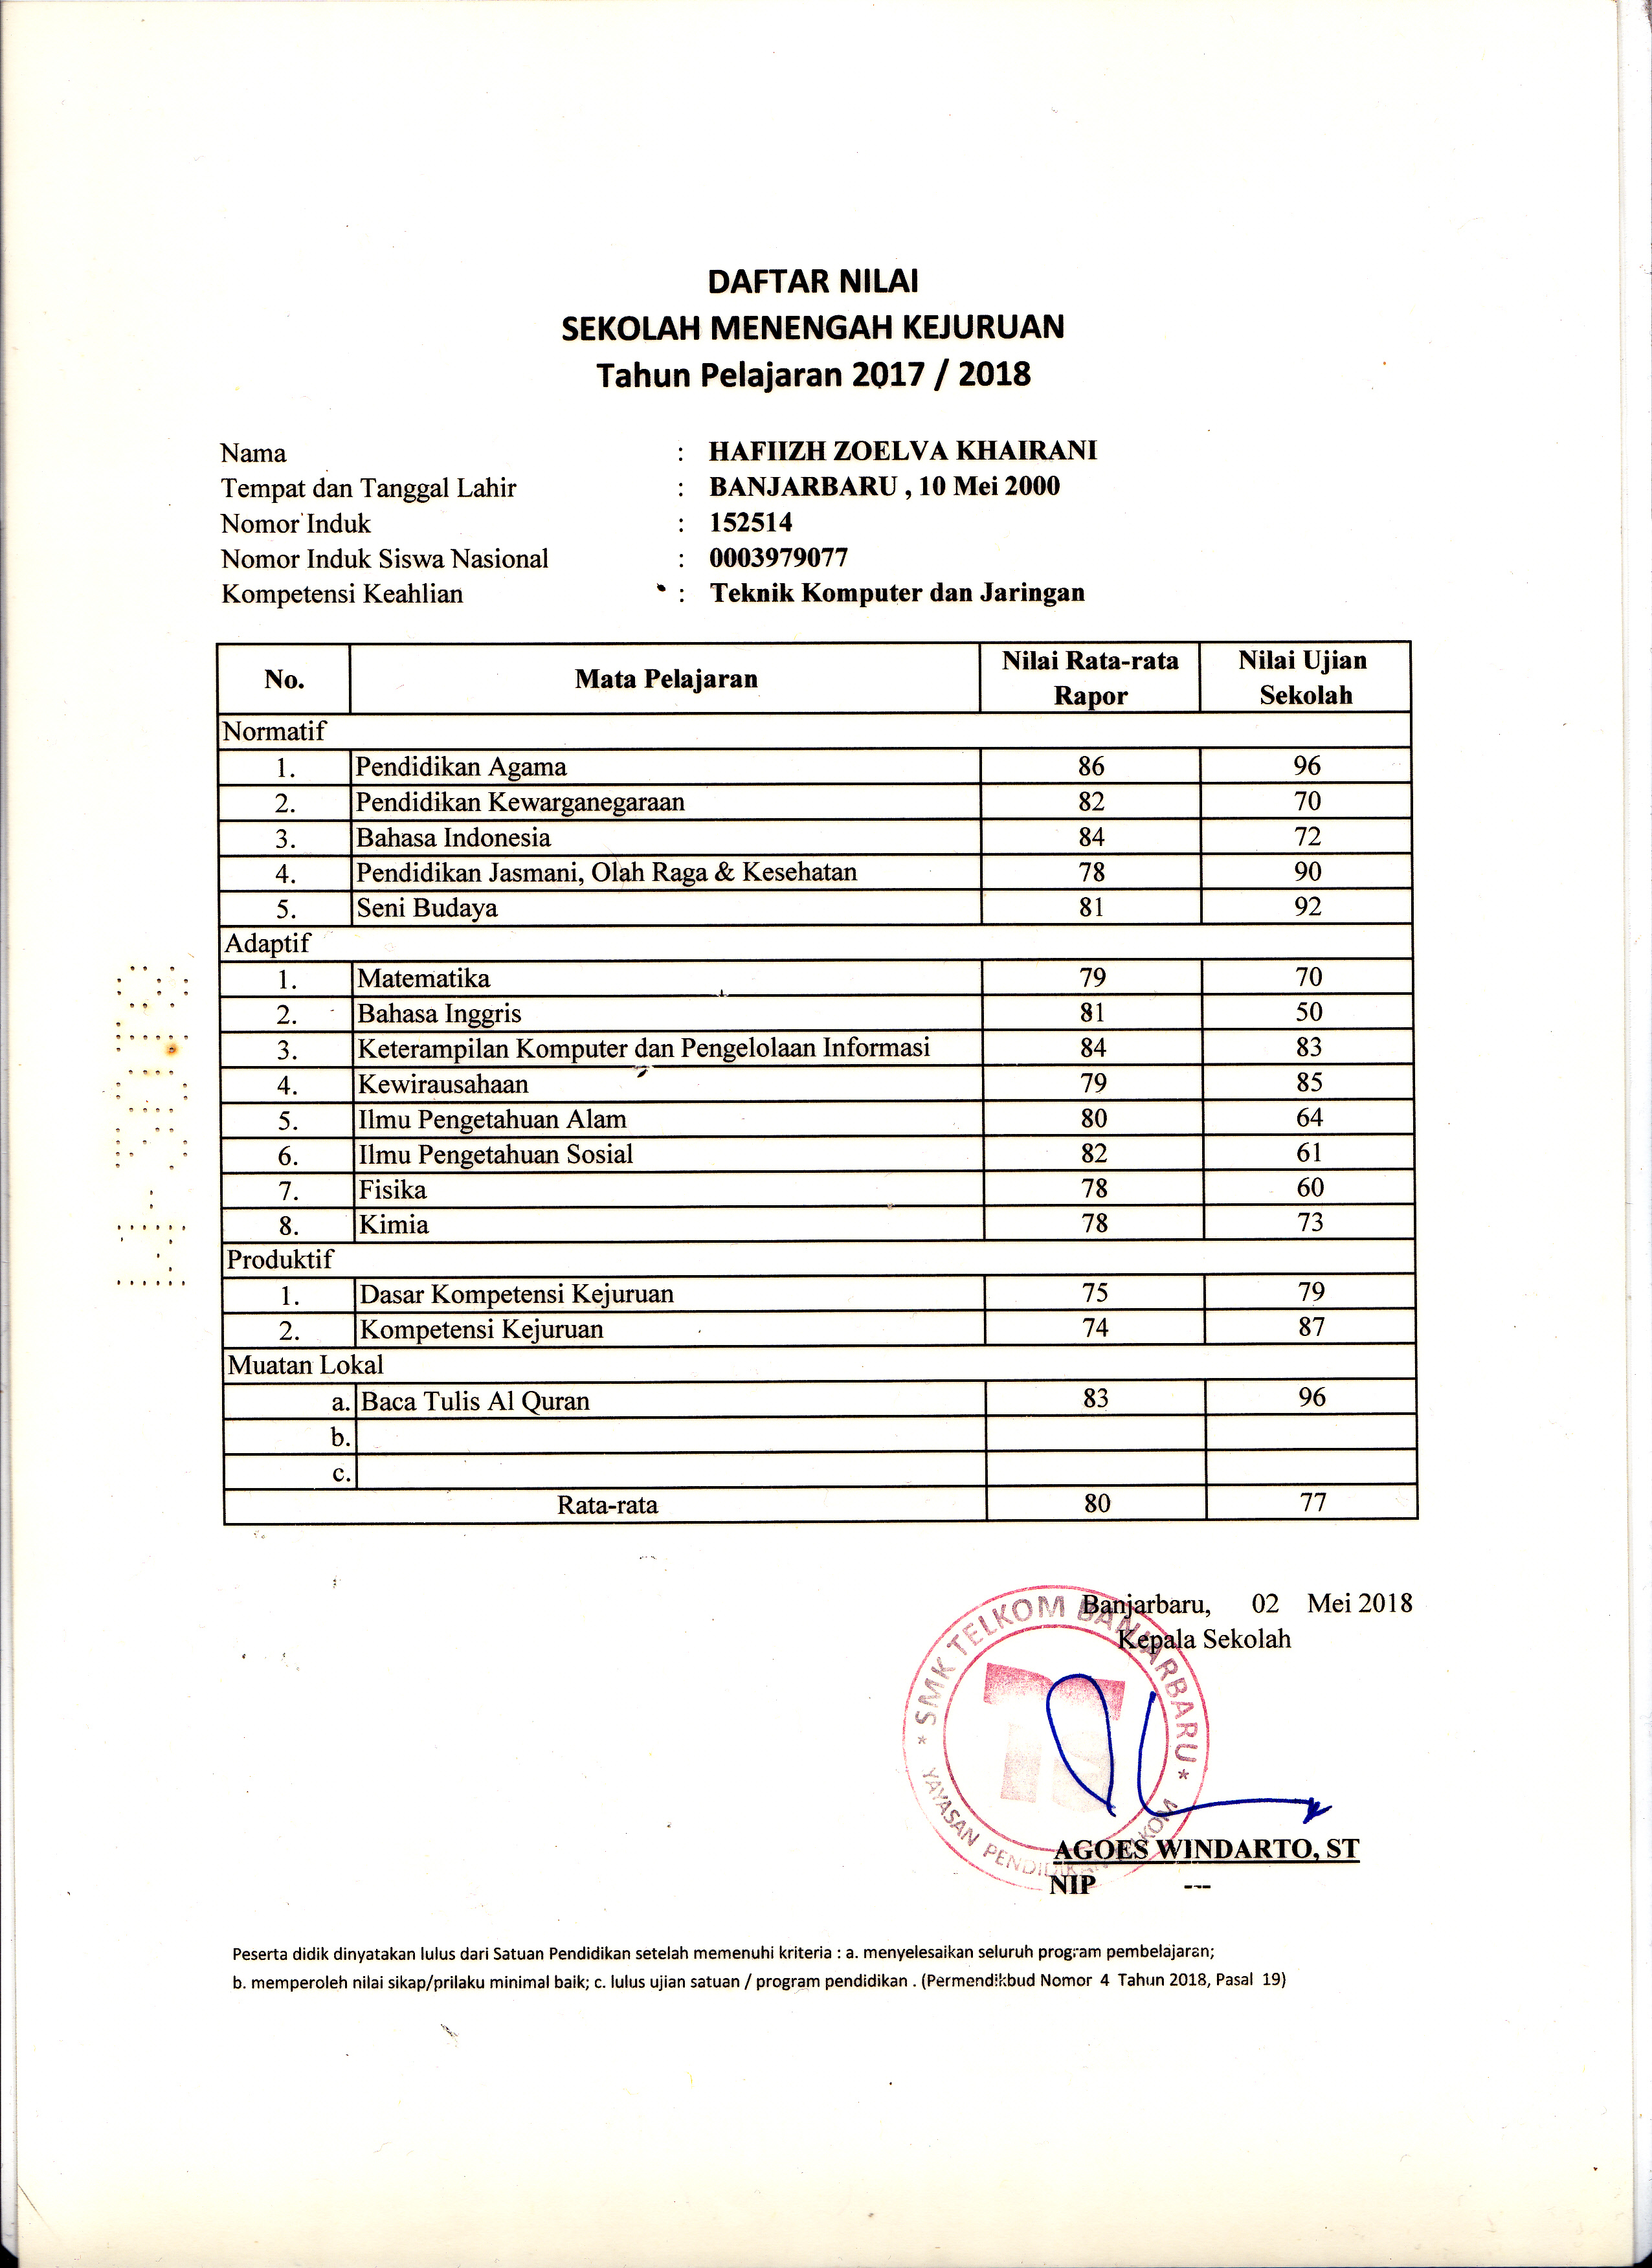 DAFTAR NILAI
SEKOLAH MENENGAH KEJURUAN
Tahun Pelajaran 2017 / 2018
Nama : HAFIIZH ZOELVA KHAIRANI
Tempat dan Tanggal Lahir : BANJARBARU , 10 Mei 2000
Nomor Induk : 152514
Nomor Induk Siswa Nasional : 0003979077
Kompetensi Keahlian : Teknik Komputer dan Jaringan
No. Mata Pelajaran Nilai Rata-rata Rapor Nilai Ujian Sekolah
Normatif
1. Pendidikan Agama 86 96
2. Pendidikan Kewarganegaraan 82 70
3. Bahasa Indonesia 84 72
4. Pendidikan Jasmani, Olah Raga & Kesehatan 78 90
5. Seni Budaya 81 92
Adaptif
1. Matematika 79 70
2. Bahasa Inggris 81 50
3. Keterampilan Komputer dan Pengelolaan Informasi 84 83
4. Kewirausahaan 79 85
5. Ilmu Pengetahuan Alam 80 64
6. Ilmu Pengetahuan Sosial 82 61
7. Fisika 78 60
8. Kimia 78 73
Produktif
1. Dasar Kompetensi Kejuruan 75 79
2. Kompetensi Kejuruan 74 87
Muatan Lokal
a. Baca Tulis Al Quran 83 96
b.
c.
Rata-rata 80 77
Banjarbaru, 02 Mei 2018
Kepala Sekolah
* SMK TELKOM BANJARBARU *
YAYASAN PENDIDIKAN TELKOM
AGOES WINDARTO, ST
NIP ---
Peserta didik dinyatakan lulus dari Satuan Pendidikan setelah memenuhi kriteria : a. menyelesaikan seluruh program pembelajaran;
b. memperoleh nilai sikap/prilaku minimal baik; c. lulus ujian satuan / program pendidikan . (Permendikbud Nomor 4 Tahun 2018, Pasal 19)